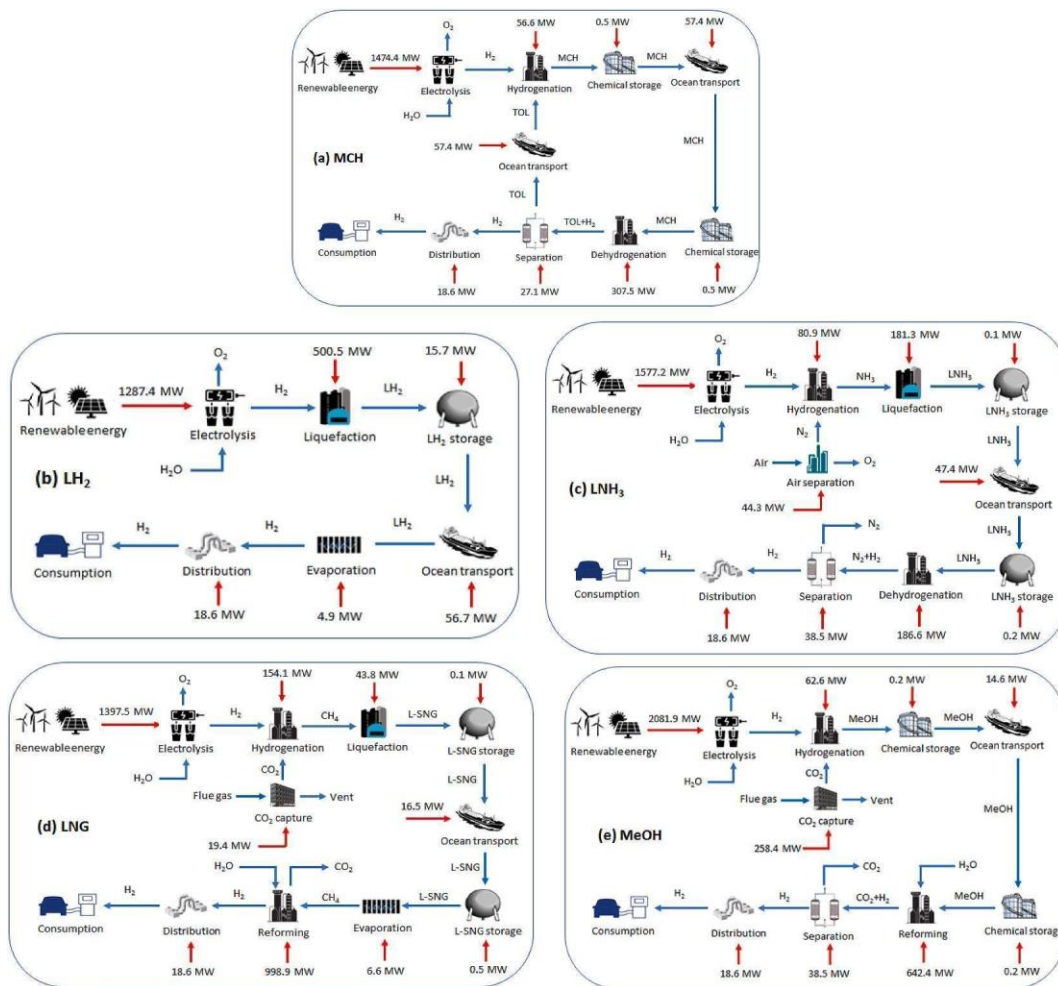 56.6 MW 0.5 MW 57.4 MW
O2
1474.4 MW H2 MCH MCH
Renewable energy Electrolysis Hydrogenation Chemical storage Ocean transport
H2O TOL
(a) MCH 57.4 MW MCH
Ocean transport
TOL
H2 H2 TOL+H2 MCH
Consumption Distribution Separation Dehydrogenation Chemical storage
18.6 MW 27.1 MW 307.5 MW 0.5 MW
500.5 MW 15.7 MW
O2
1287.4 MW H2 LH2
Renewable energy Electrolysis Liquefaction LH2 storage
H2O
(b) LH2 LH2
H2 H2 LH2
Consumption Distribution Evaporation Ocean transport
18.6 MW 4.9 MW 56.7 MW
80.9 MW 181.3 MW 0.1 MW
O2
1577.2 MW H2 NH3 LNH3
Renewable energy Electrolysis Hydrogenation Liquefaction LNH3 storage
H2O N2 LNH3
Air O2 47.4 MW
(c) LNH3 Air separation Ocean transport
44.3 MW
N2 LNH3
H2 H2 N2+H2 LNH3
Consumption Distribution Separation Dehydrogenation LNH3 storage
18.6 MW 38.5 MW 186.6 MW 0.2 MW
154.1 MW 43.8 MW 0.1 MW
O2
1397.5 MW H2 CH4 L-SNG
Renewable energy Electrolysis Hydrogenation Liquefaction L-SNG storage
H2O CO2 L-SNG
Flue gas Vent 16.5 MW
(d) LNG CO2 capture Ocean transport
19.4 MW
H2O CO2 L-SNG
H2 H2 CH4 L-SNG
Consumption Distribution Reforming Evaporation L-SNG storage
18.6 MW 998.9 MW 6.6 MW 0.5 MW
62.6 MW 0.2 MW 14.6 MW
O2
2081.9 MW H2 MeOH MeOH
Renewable energy Electrolysis Hydrogenation Chemical storage Ocean transport
H2O CO2
Flue gas Vent MeOH
(e) MeOH CO2 capture
258.4 MW
CO2 H2O
H2 H2 CO2+H2 MeOH
Consumption Distribution Separation Reforming Chemical storage
18.6 MW 38.5 MW 642.4 MW 0.2 MW